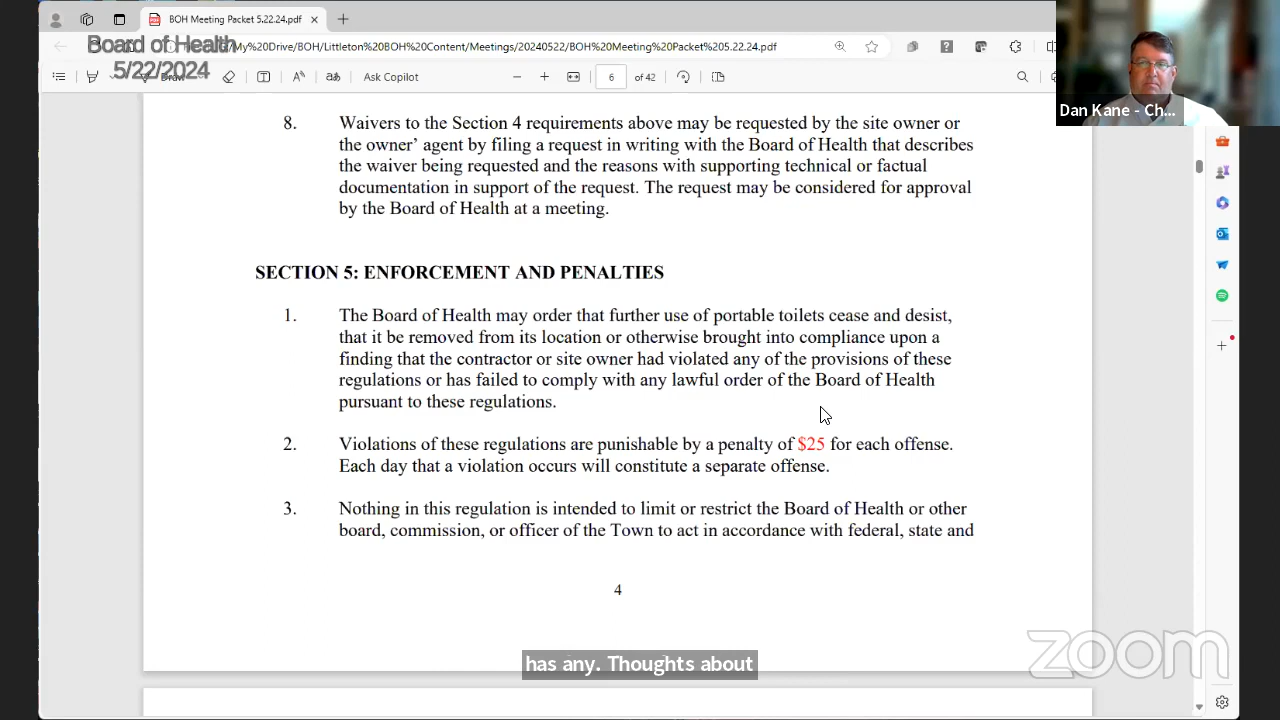 BOH Meeting Packet 5.22.24.pdf
Board of Health
5/22/2024
/My%20Drive/BOH/Littleton%20BOH%20Content/Meetings/20240522/BOH%20Meeting%20Packet%205.22.24.pdf
Draw
Ask Copilot
6 of 42
Dan Kane - Ch...
8. Waivers to the Section 4 requirements above may be requested by the site owner or
the owner' agent by filing a request in writing with the Board of Health that describes
the waiver being requested and the reasons with supporting technical or factual
documentation in support of the request. The request may be considered for approval
by the Board of Health at a meeting.
SECTION 5: ENFORCEMENT AND PENALTIES
1. The Board of Health may order that further use of portable toilets cease and desist,
that it be removed from its location or otherwise brought into compliance upon a
finding that the contractor or site owner had violated any of the provisions of these
regulations or has failed to comply with any lawful order of the Board of Health
pursuant to these regulations.
2. Violations of these regulations are punishable by a penalty of $25 for each offense.
Each day that a violation occurs will constitute a separate offense.
3. Nothing in this regulation is intended to limit or restrict the Board of Health or other
board, commission, or officer of the Town to act in accordance with federal, state and
4
zoom
has any. Thoughts about